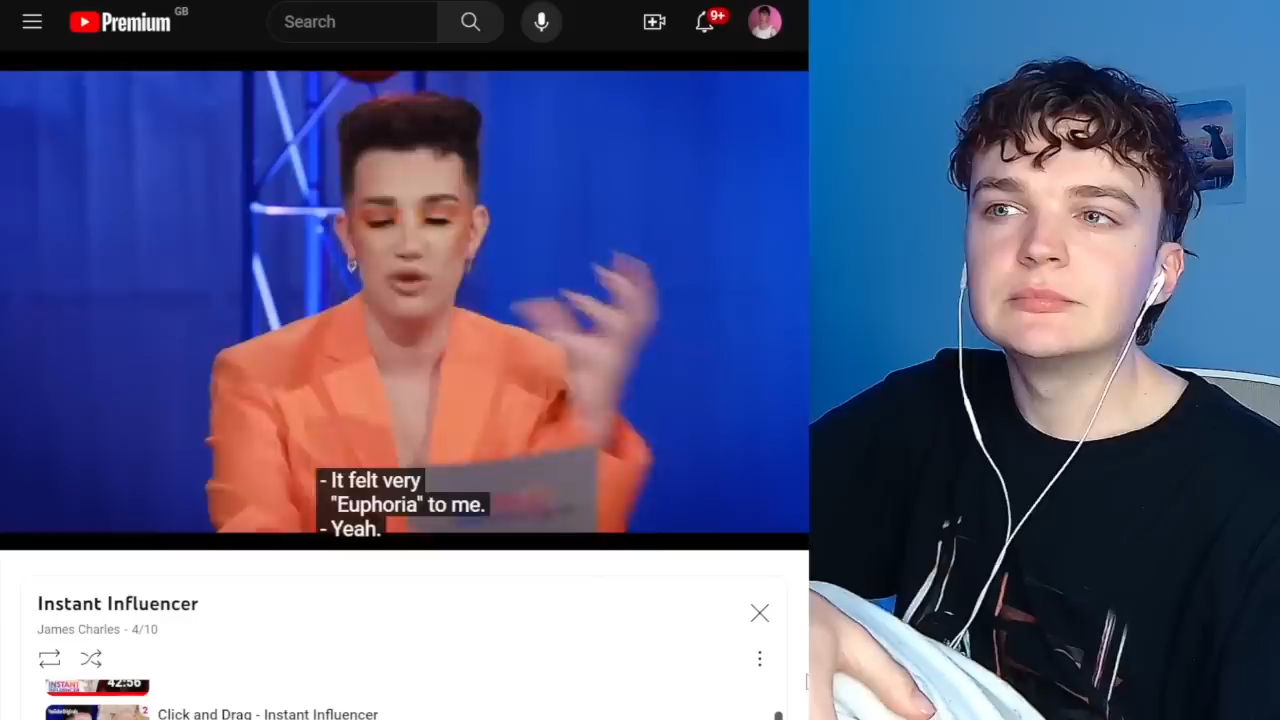 Premium GB
Search
9+
- It felt very
"Euphoria" to me.
- Yeah.
Instant Influencer
James Charles - 4/10
INSTANT
42:56
Click and Drag - Instant Influencer